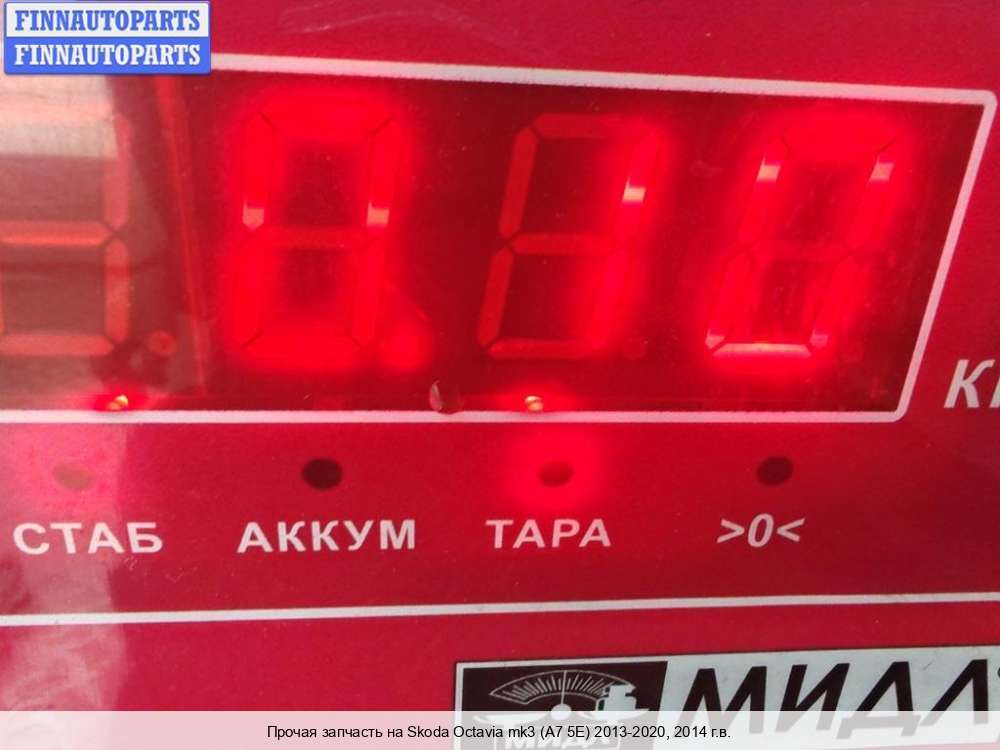 FINNAUTOPARTS
FINNAUTOPARTS
0.10
СТАБ АККУМ ТАРА >0<
МИДЛ
Прочая запчасть на Skoda Octavia mk3 (A7 5E) 2013-2020, 2014 г.в.